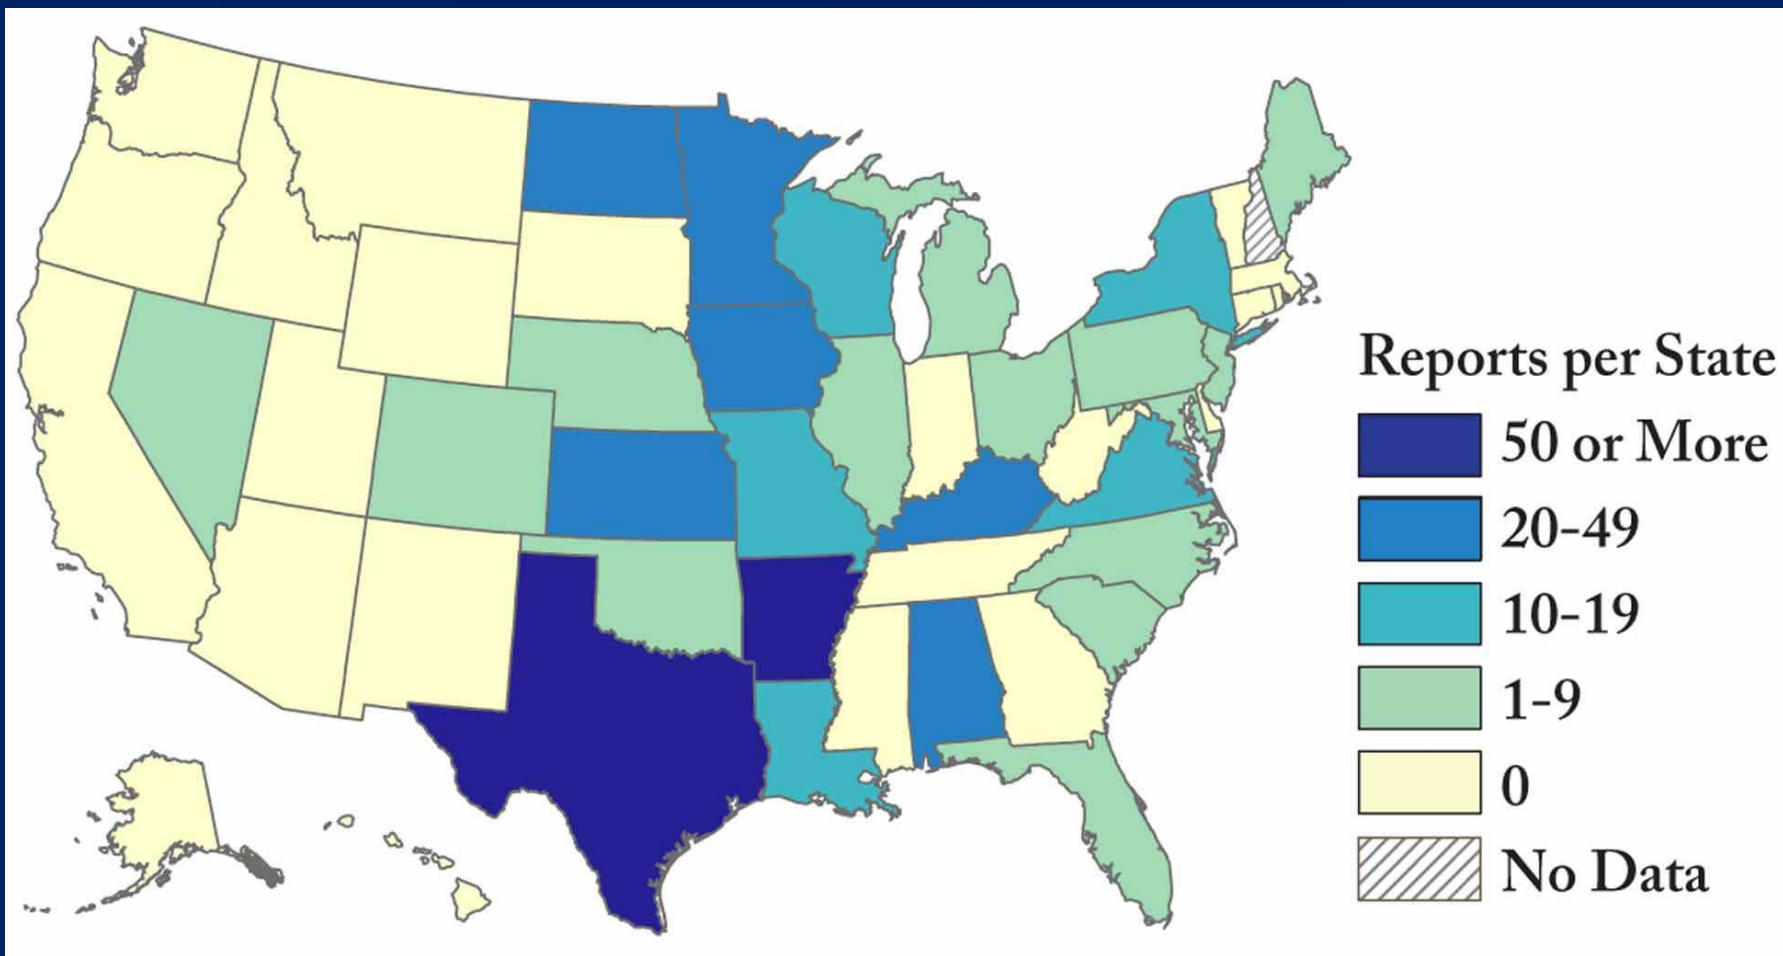 Reports per State
50 or More
20-49
10-19
1-9
0
No Data